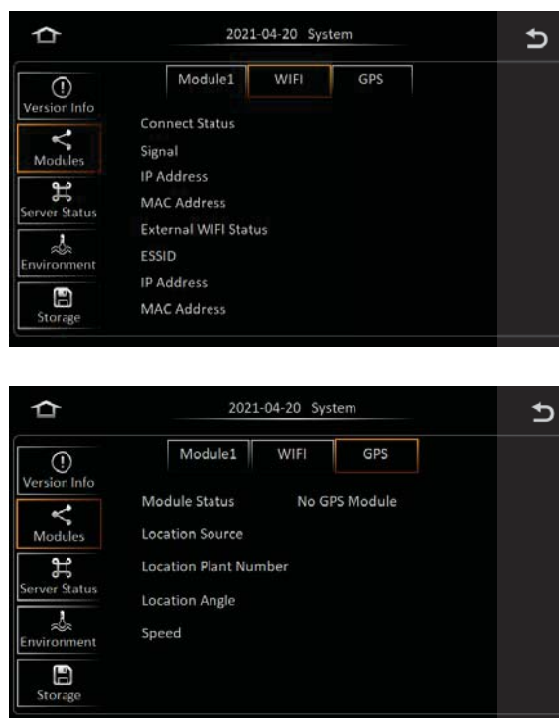 2021-04-20 System
Module1 WIFI GPS
Version Info
Modules
Server Status
Environment
Storage
Connect Status
Signal
IP Address
MAC Address
External WIFI Status
ESSID
IP Address
MAC Address
2021-04-20 System
Module1 WIFI GPS
Version Info
Modules
Server Status
Environment
Storage
Module Status No GPS Module
Location Source
Location Plant Number
Location Angle
Speed